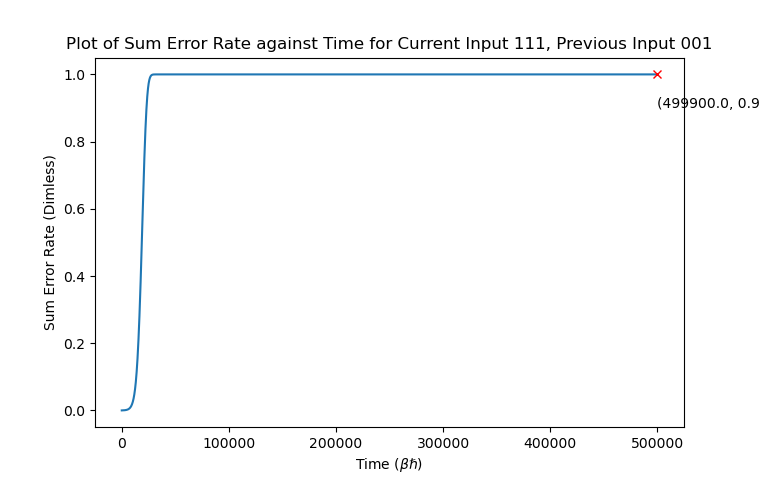 Plot of Sum Error Rate against Time for Current Input 111, Previous Input 001
1.0
(499900.0, 0.9
0.8
0.6
0.4
0.2
0.0
Sum Error Rate (Dimless)
0 100000 200000 300000 400000 500000
Time (βℏ)